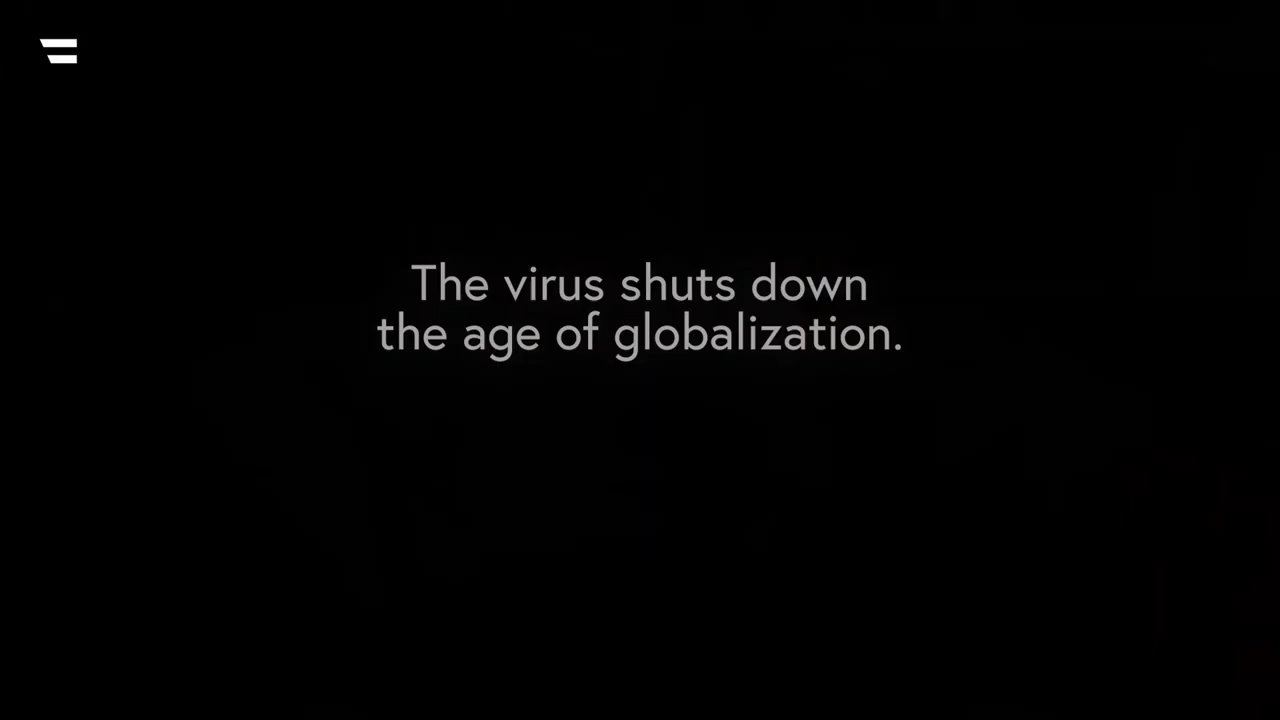 The virus shuts down
the age of globalization.